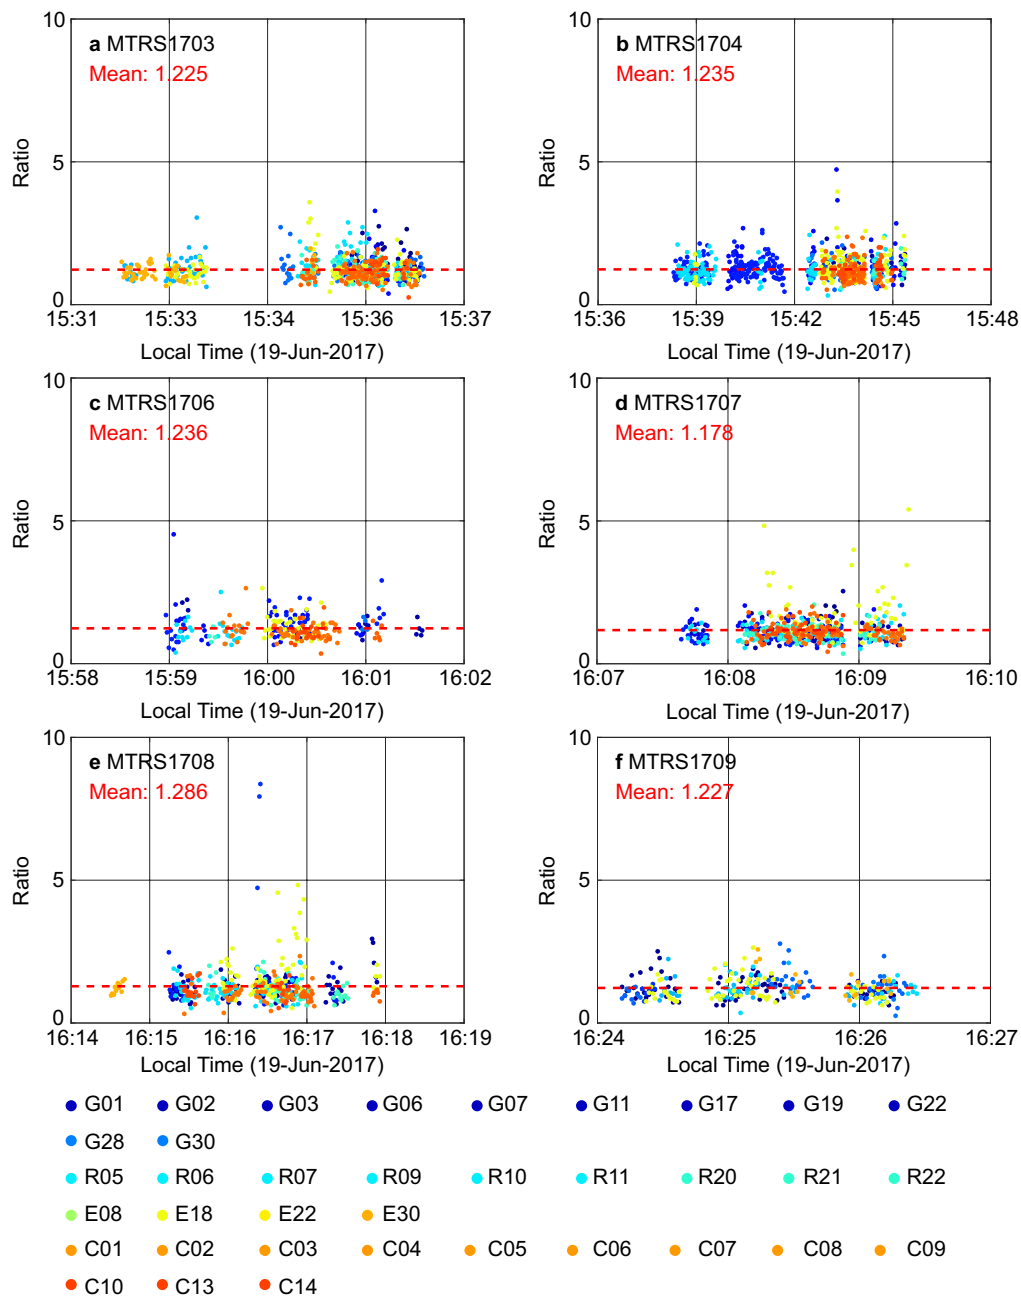 a MTRS1703
Mean: 1.225
10
5
0
Ratio
15:31 15:33 15:34 15:36 15:37
Local Time (19-Jun-2017)
b MTRS1704
Mean: 1.235
10
5
0
Ratio
15:36 15:39 15:42 15:45 15:48
Local Time (19-Jun-2017)
c MTRS1706
Mean: 1.236
10
5
0
Ratio
15:58 15:59 16:00 16:01 16:02
Local Time (19-Jun-2017)
d MTRS1707
Mean: 1.178
10
5
0
Ratio
16:07 16:08 16:09 16:10
Local Time (19-Jun-2017)
e MTRS1708
Mean: 1.286
10
5
0
Ratio
16:14 16:15 16:16 16:17 16:18 16:19
Local Time (19-Jun-2017)
f MTRS1709
Mean: 1.227
10
5
0
Ratio
16:24 16:25 16:26 16:27
Local Time (19-Jun-2017)
G01 G02 G03 G06 G07 G11 G17 G19 G22
G28 G30
R05 R06 R07 R09 R10 R11 R20 R21 R22
E08 E18 E22 E30
C01 C02 C03 C04 C05 C06 C07 C08 C09
C10 C13 C14